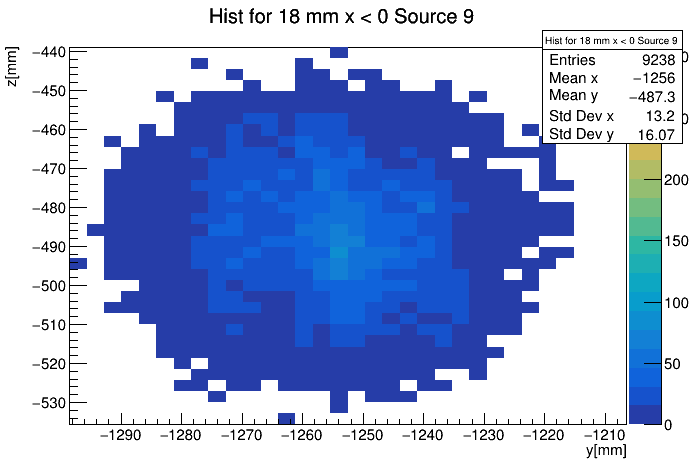 Hist for 18 mm x < 0 Source 9
Hist for 18 mm x < 0 Source 9
Entries 9238
Mean x −1256
Mean y −487.3
Std Dev x 13.2
Std Dev y 16.07
z[mm]
−440
−450
−460
−470
−480
−490
−500
−510
−520
−530
200
150
100
50
0
−1290 −1280 −1270 −1260 −1250 −1240 −1230 −1220 −1210
y[mm]